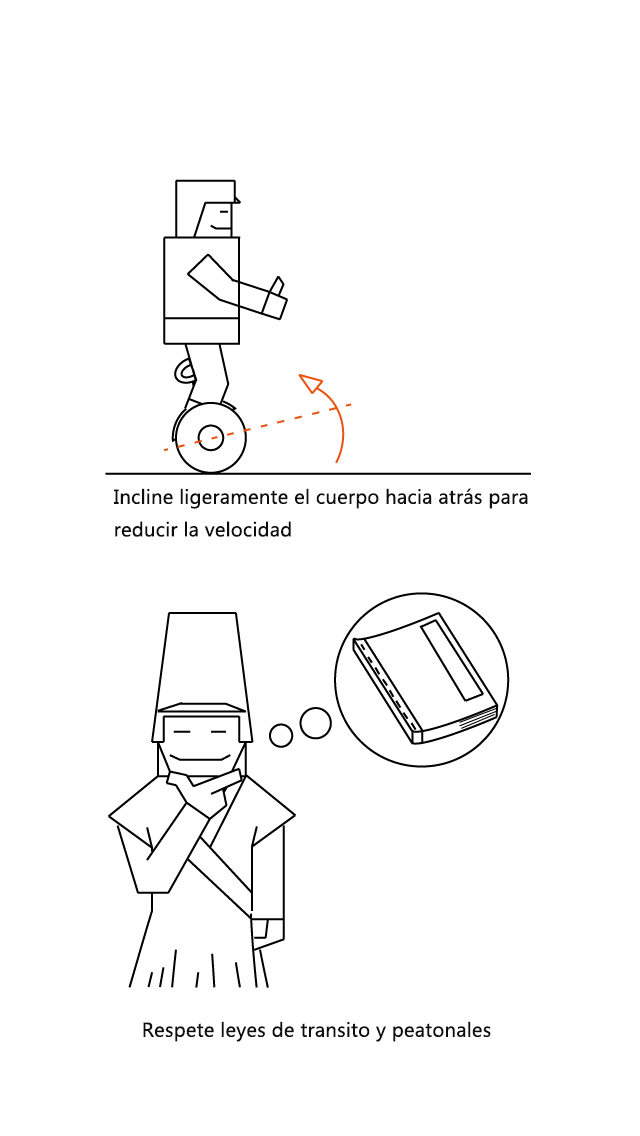 Incline ligeramente el cuerpo hacia atrás para
reducir la velocidad
Respete leyes de transito y peatonales